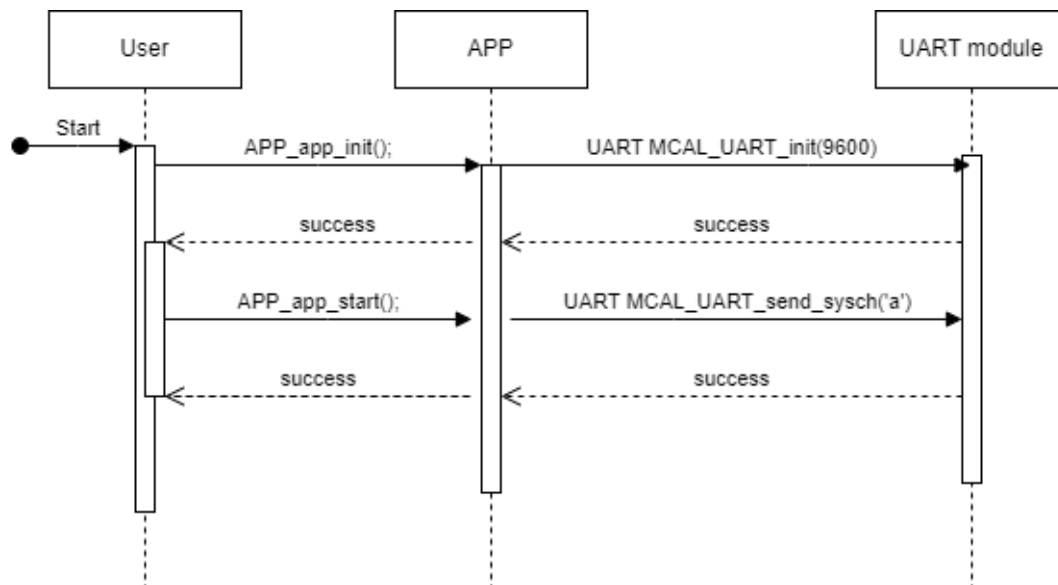 User
APP
UART module
Start
APP_app_init();
UART MCAL_UART_init(9600)
success
success
APP_app_start();
UART MCAL_UART_send_sysch('a')
success
success